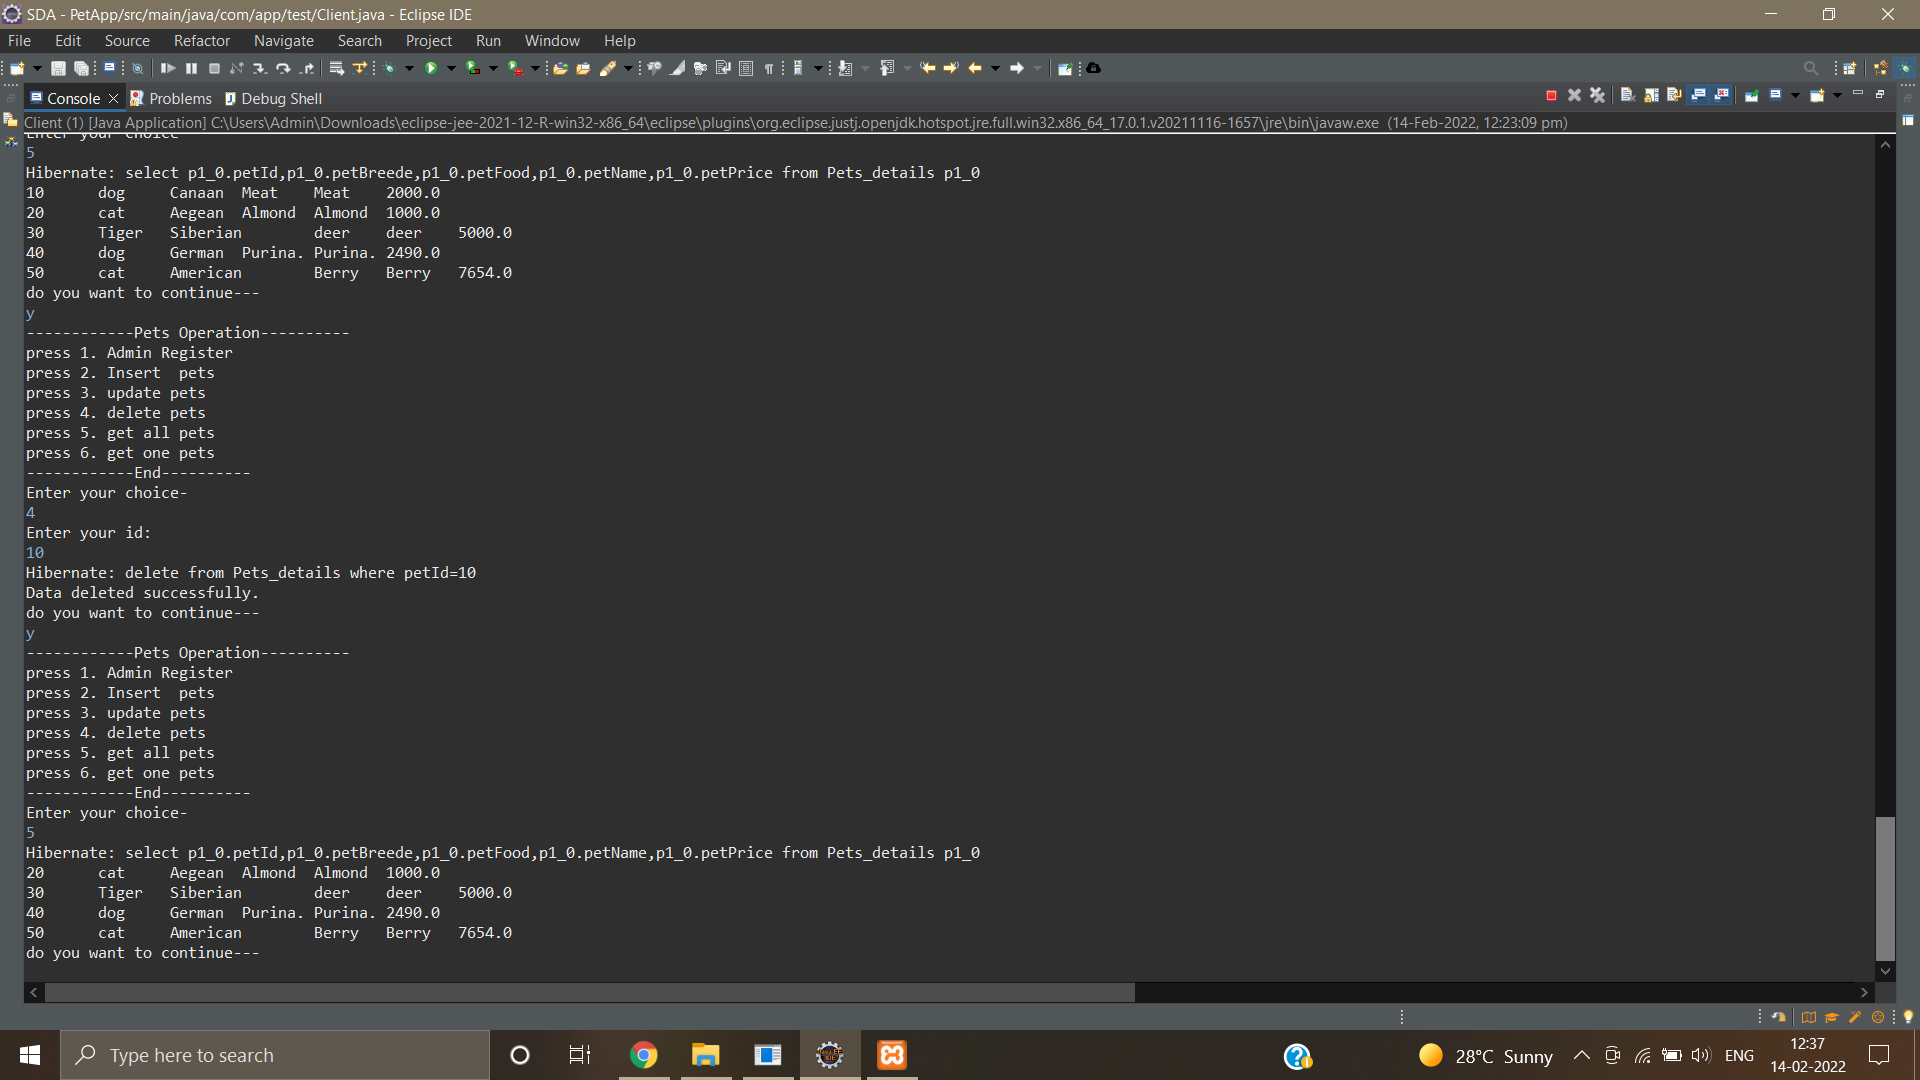 SDA - PetApp/src/main/java/com/app/test/Client.java - Eclipse IDE
File Edit Source Refactor Navigate Search Project Run Window Help
Console Problems Debug Shell
Client (1) [Java Application] C:\Users\Admin\Downloads\eclipse-jee-2021-12-R-win32-x86_64\eclipse\plugins\org.eclipse.justj.openjdk.hotspot.jre.full.win32.x86_64_17.0.1.v20211116-1657\jre\bin\javaw.exe (14-Feb-2022, 12:23:09 pm)
Enter your choice-
5
Hibernate: select p1_0.petId,p1_0.petBreede,p1_0.petFood,p1_0.petName,p1_0.petPrice from Pets_details p1_0
10 dog Canaan Meat Meat 2000.0
20 cat Aegean Almond Almond 1000.0
30 Tiger Siberian deer deer 5000.0
40 dog German Purina. Purina. 2490.0
50 cat American Berry Berry 7654.0
do you want to continue---
y
------------Pets Operation----------
press 1. Admin Register
press 2. Insert  pets
press 3. update pets
press 4. delete pets
press 5. get all pets
press 6. get one pets
------------End----------
Enter your choice-
4
Enter your id:
10
Hibernate: delete from Pets_details where petId=10
Data deleted successfully.
do you want to continue---
y
------------Pets Operation----------
press 1. Admin Register
press 2. Insert  pets
press 3. update pets
press 4. delete pets
press 5. get all pets
press 6. get one pets
------------End----------
Enter your choice-
5
Hibernate: select p1_0.petId,p1_0.petBreede,p1_0.petFood,p1_0.petName,p1_0.petPrice from Pets_details p1_0
20 cat Aegean Almond Almond 1000.0
30 Tiger Siberian deer deer 5000.0
40 dog German Purina. Purina. 2490.0
50 cat American Berry Berry 7654.0
do you want to continue---
Type here to search
28°C Sunny
ENG
12:37
14-02-2022